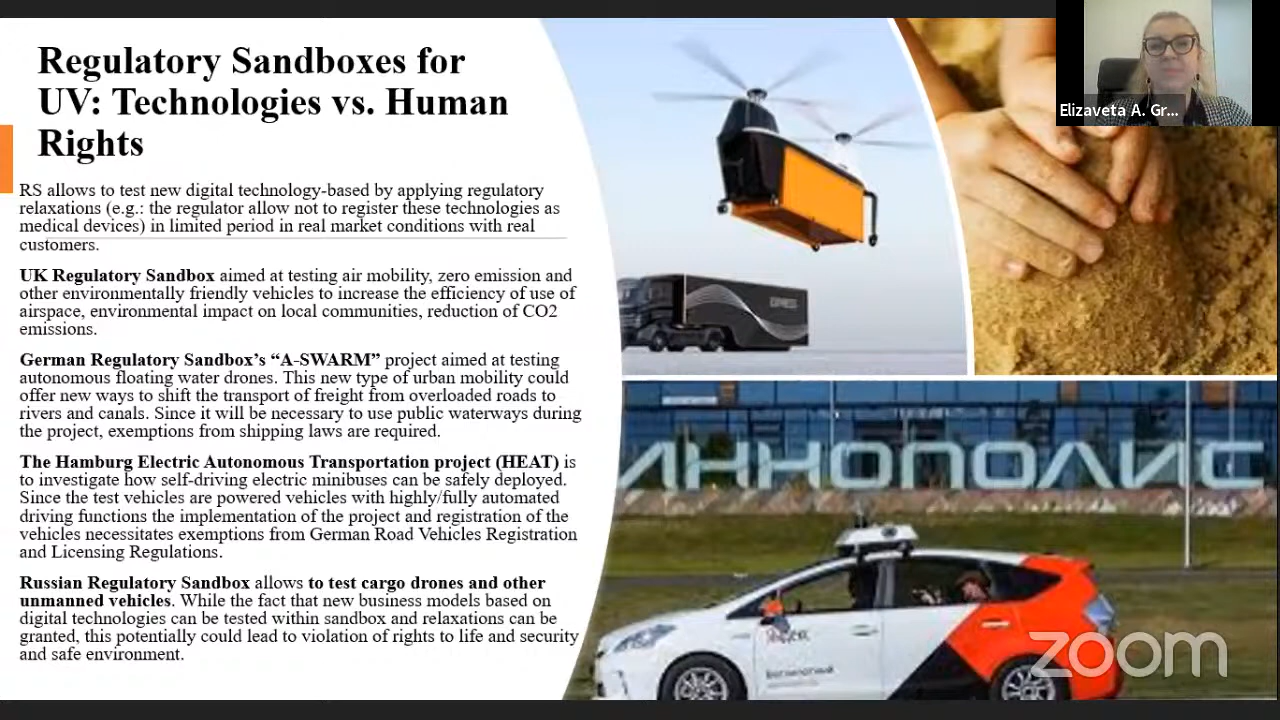 Regulatory Sandboxes for
UV: Technologies vs. Human
Rights
RS allows to test new digital technology-based by applying regulatory
relaxations (e.g.: the regulator allow not to register these technologies as
medical devices) in limited period in real market conditions with real
customers.
UK Regulatory Sandbox aimed at testing air mobility, zero emission and
other environmentally friendly vehicles to increase the efficiency of use of
airspace, environmental impact on local communities, reduction of CO2
emissions.
German Regulatory Sandbox's “A-SWARM” project aimed at testing
autonomous floating water drones. This new type of urban mobility could
offer new ways to shift the transport of freight from overloaded roads to
rivers and canals. Since it will be necessary to use public waterways during
the project, exemptions from shipping laws are required.
The Hamburg Electric Autonomous Transportation project (HEAT) is
to investigate how self-driving electric minibuses can be safely deployed.
Since the test vehicles are powered vehicles with highly/fully automated
driving functions the implementation of the project and registration of the
vehicles necessitates exemptions from German Road Vehicles Registration
and Licensing Regulations.
Russian Regulatory Sandbox allows to test cargo drones and other
unmanned vehicles. While the fact that new business models based on
digital technologies can be tested within sandbox and relaxations can be
granted, this potentially could lead to violation of rights to life and security
and safe environment.
Elizaveta A. Gr...
EXPRESS
ИННОПОЛИС
Яндекс
Беспилотный
zoom